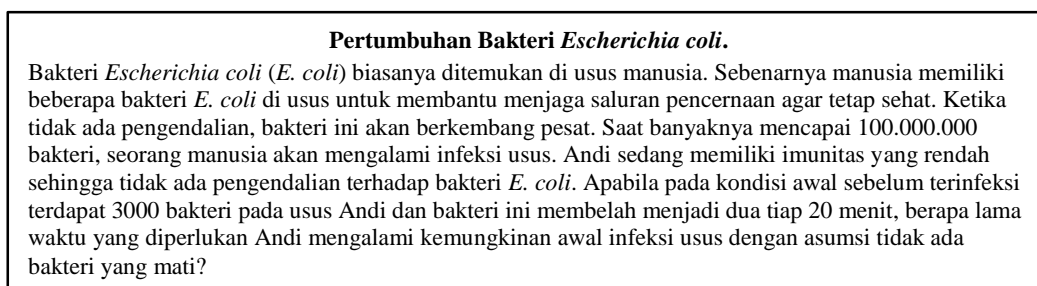 Pertumbuhan Bakteri Escherichia coli.
Bakteri Escherichia coli (E. coli) biasanya ditemukan di usus manusia. Sebenarnya manusia memiliki
beberapa bakteri E. coli di usus untuk membantu menjaga saluran pencernaan agar tetap sehat. Ketika
tidak ada pengendalian, bakteri ini akan berkembang pesat. Saat banyaknya mencapai 100.000.000
bakteri, seorang manusia akan mengalami infeksi usus. Andi sedang memiliki imunitas yang rendah
sehingga tidak ada pengendalian terhadap bakteri E. coli. Apabila pada kondisi awal sebelum terinfeksi
terdapat 3000 bakteri pada usus Andi dan bakteri ini membelah menjadi dua tiap 20 menit, berapa lama
waktu yang diperlukan Andi mengalami kemungkinan awal infeksi usus dengan asumsi tidak ada
bakteri yang mati?